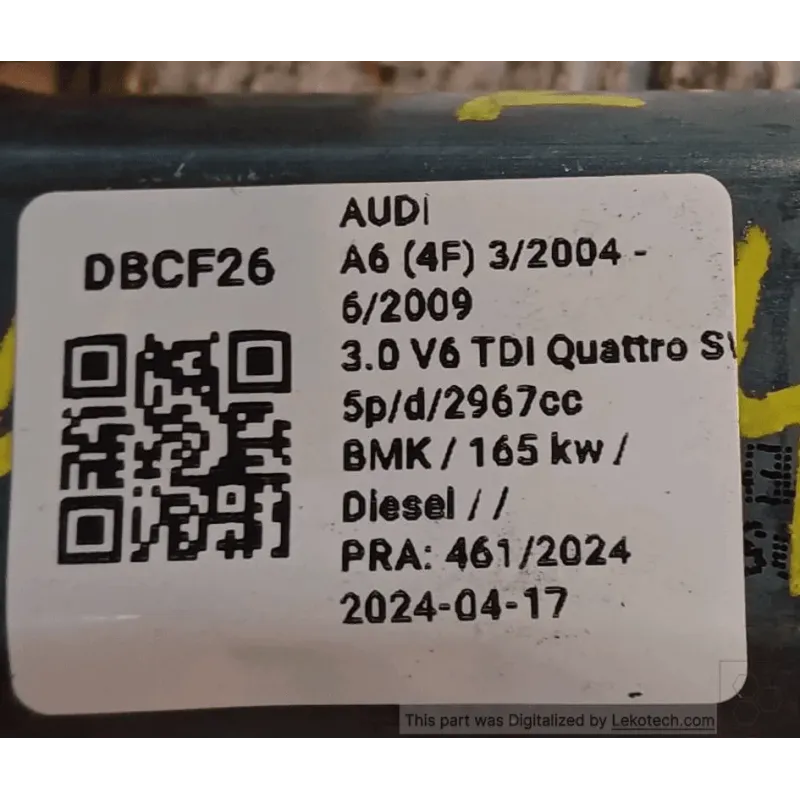 DBCF26
AUDI
A6 (4F) 3/2004 -
6/2009
3.0 V6 TDI Quattro
5p/d/2967cc
BMK / 165 kw /
Diesel / /
PRA: 461/2024
2024-04-17
This part was Digitalized by Lekotech.com